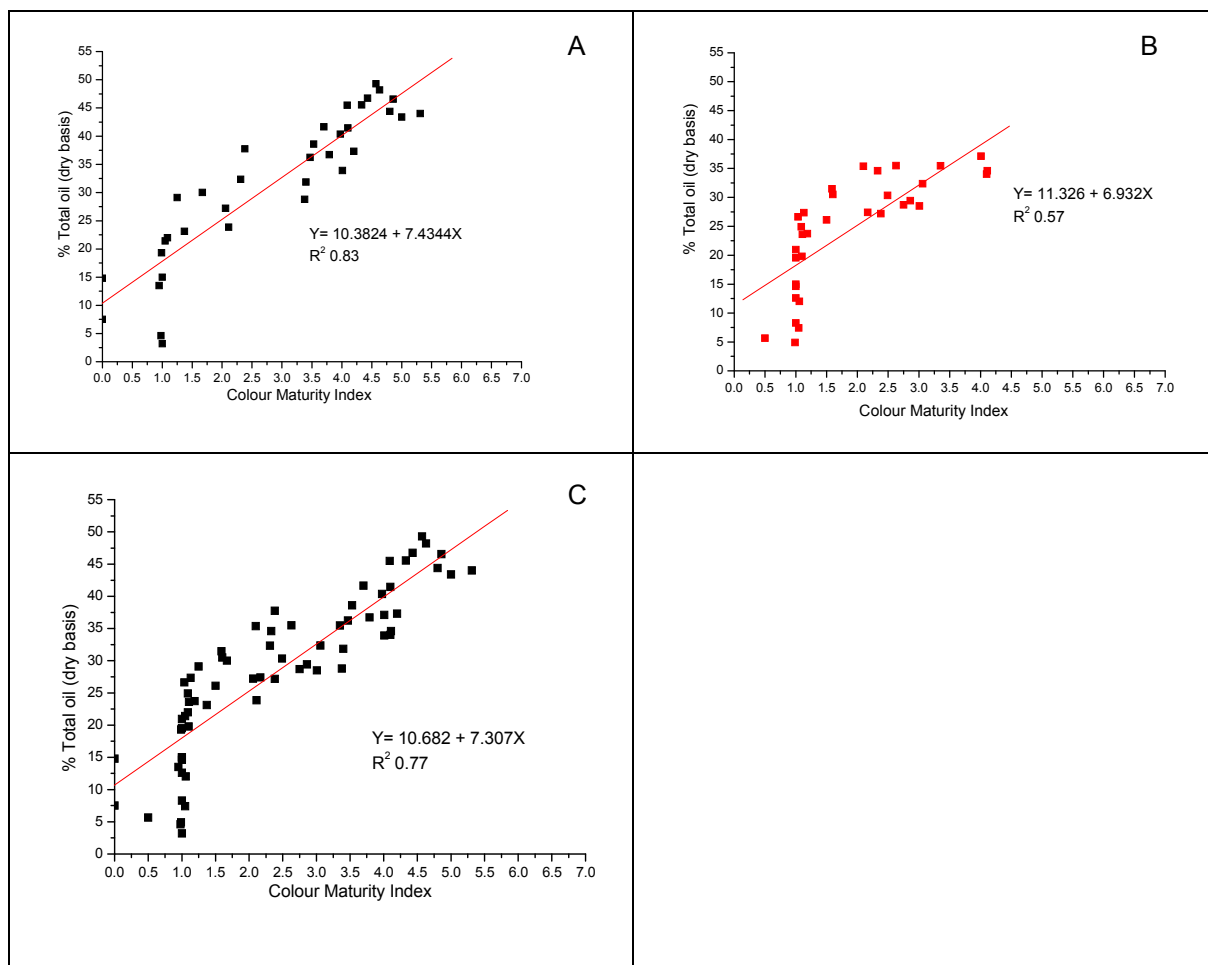 A
55
50
45
40
35
30
25
20
15
10
5
0
% Total oil (dry basis)
Y= 10.3824 + 7.4344X
R² 0.83
0.0 0.5 1.0 1.5 2.0 2.5 3.0 3.5 4.0 4.5 5.0 5.5 6.0 6.5 7.0
Colour Maturity Index
B
55
50
45
40
35
30
25
20
15
10
5
0
% Total oil (dry basis)
Y= 11.326 + 6.932X
R² 0.57
0.0 0.5 1.0 1.5 2.0 2.5 3.0 3.5 4.0 4.5 5.0 5.5 6.0 6.5 7.0
Colour Maturity Index
C
55
50
45
40
35
30
25
20
15
10
5
0
% Total oil (dry basis)
Y= 10.682 + 7.307X
R² 0.77
0.0 0.5 1.0 1.5 2.0 2.5 3.0 3.5 4.0 4.5 5.0 5.5 6.0 6.5 7.0
Colour Maturity Index